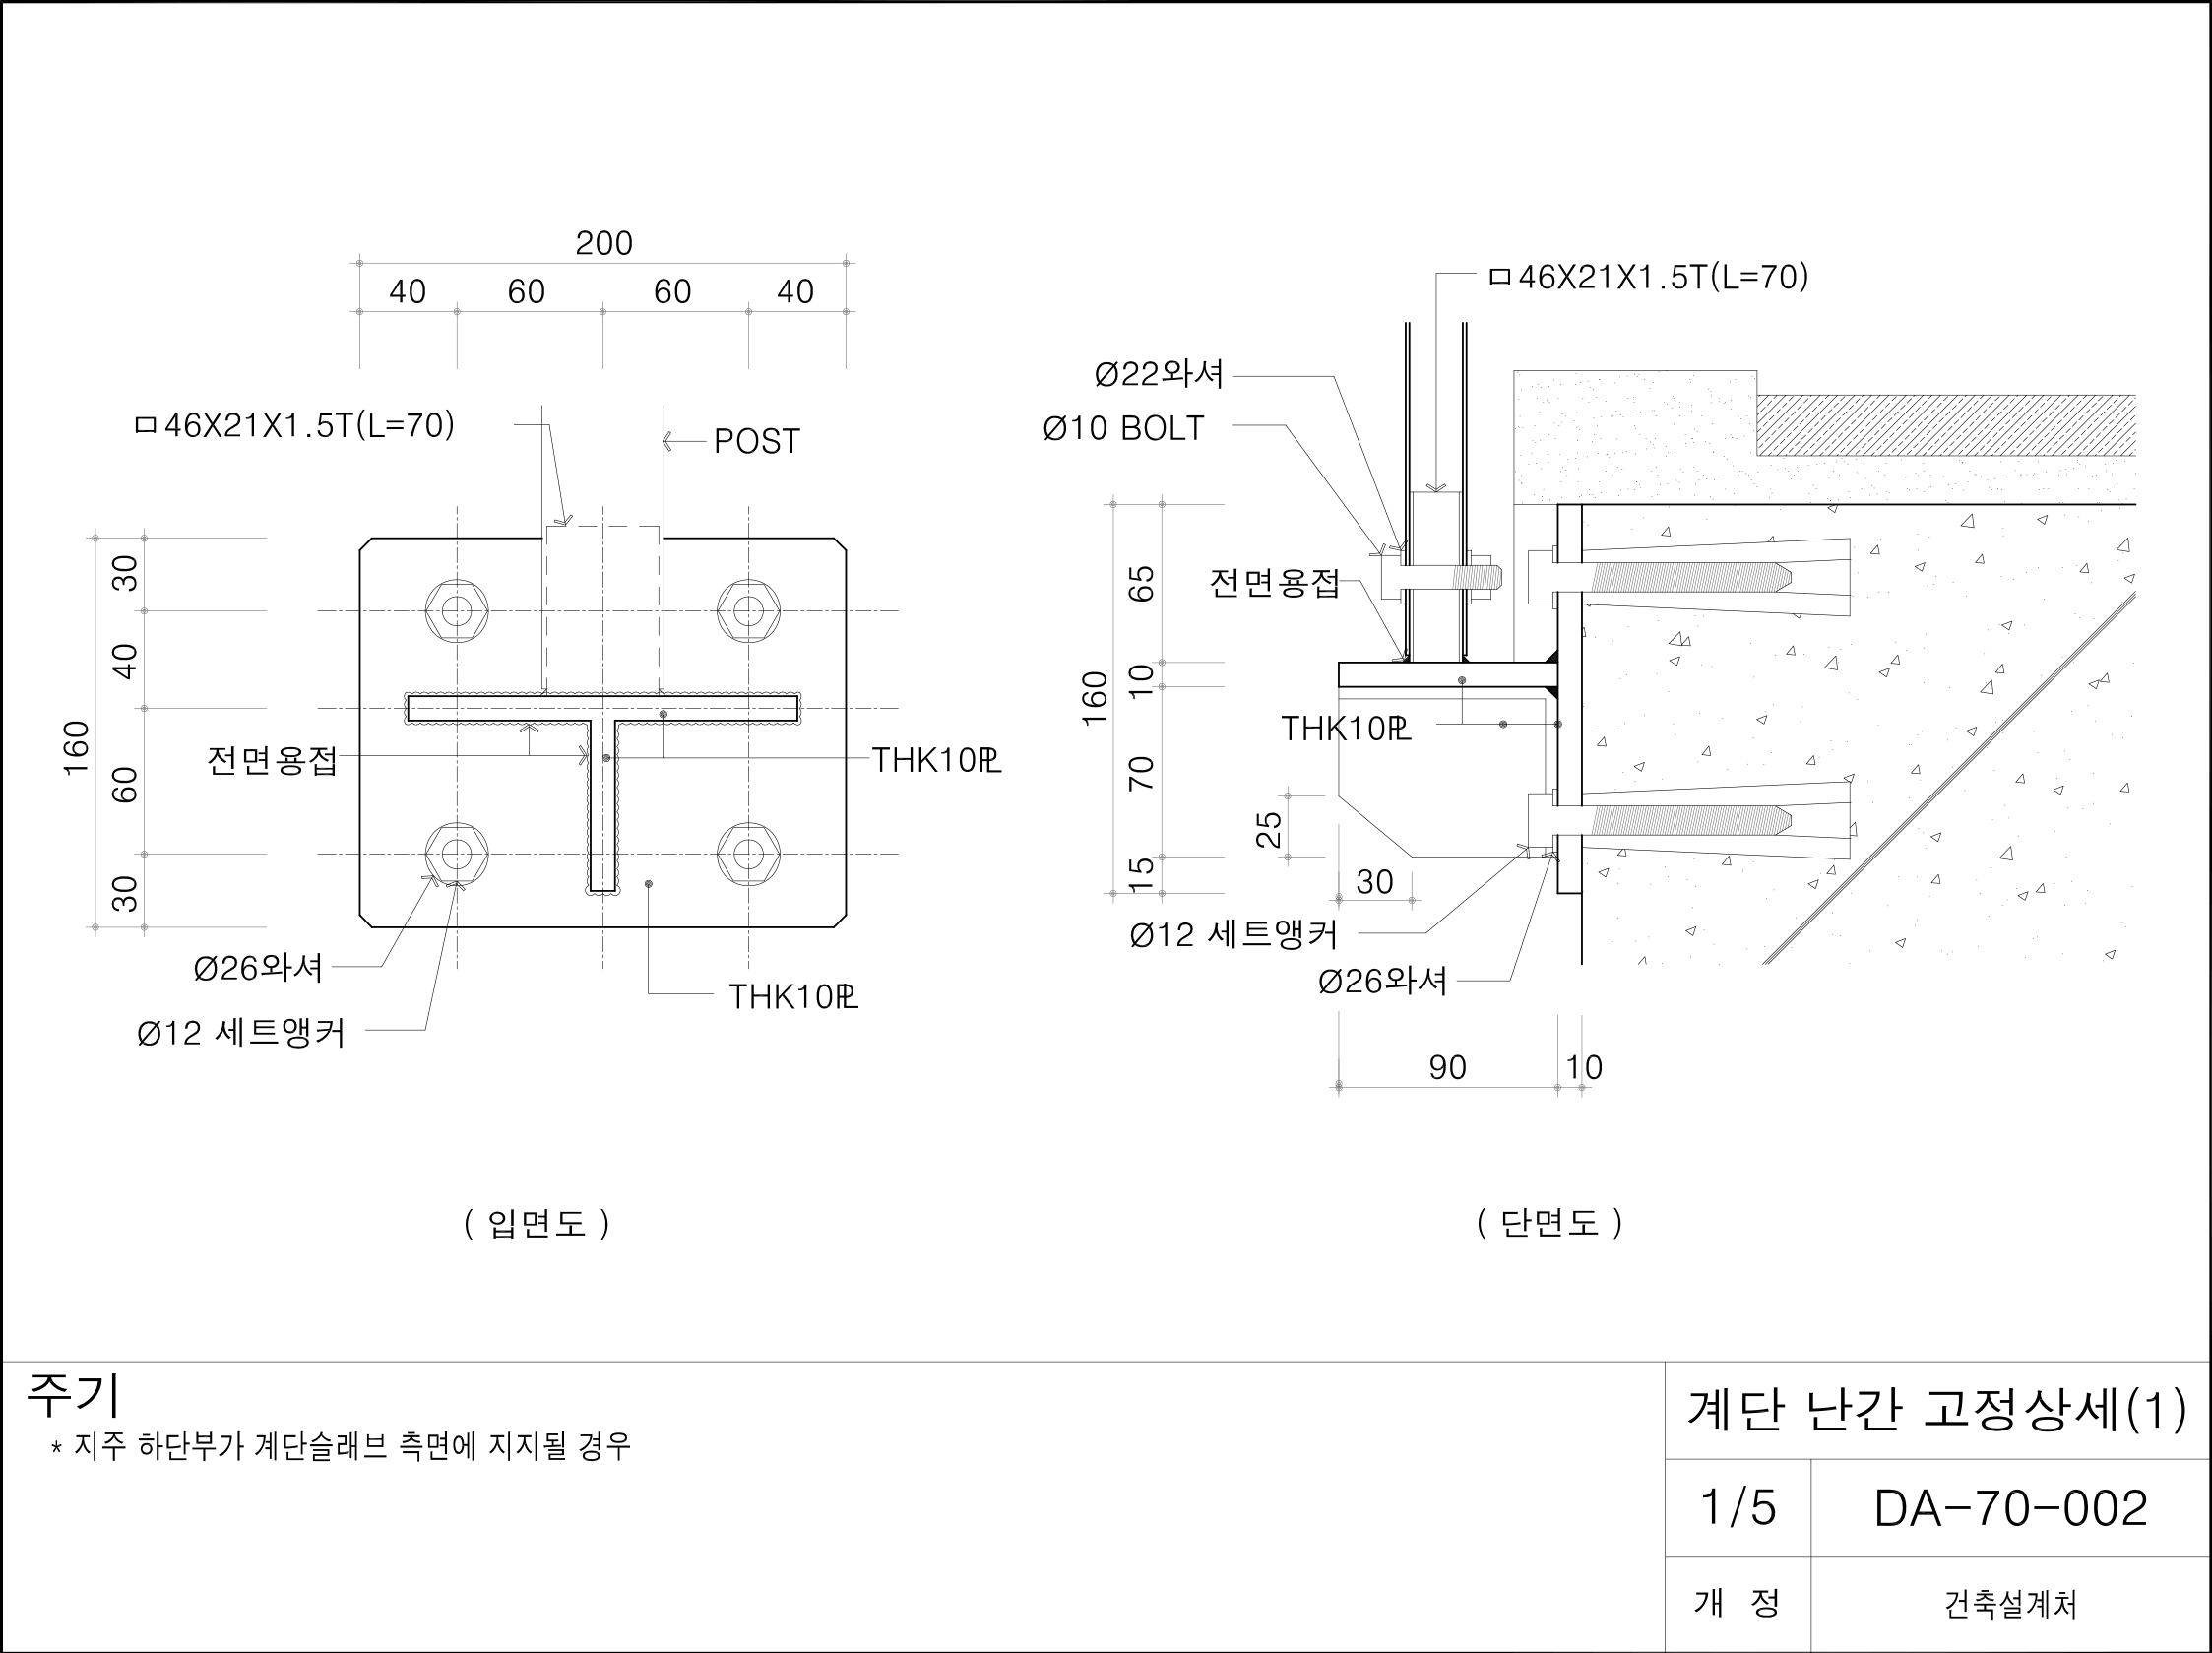 200
40 60 60 40
ㅁ46X21X1.5T(L=70)
POST
30
40
60
30
160
전면용접
THK10PL
Ø26와셔
THK10PL
Ø12 세트앵커
( 입면도 )
ㅁ46X21X1.5T(L=70)
Ø22와셔
Ø10 BOLT
전면용접
65
10
70
15
160
THK10PL
25
30
Ø12 세트앵커
Ø26와셔
90 10
( 단면도 )
주기
* 지주 하단부가 계단슬래브 측면에 지지될 경우
계단 난간 고정상세(1)
1/5 DA-70-002
개 정 건축설계처